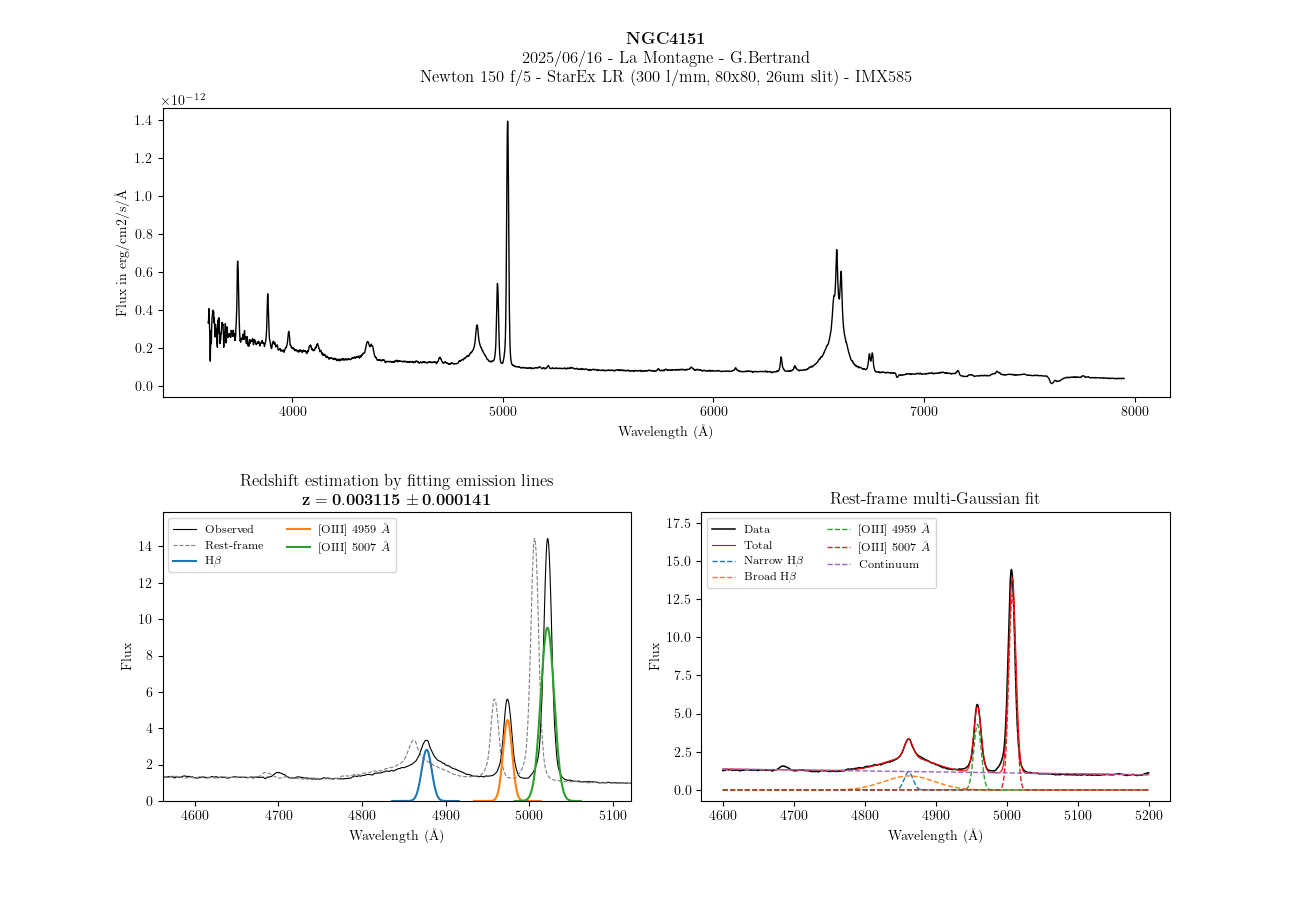 NGC4151
2025/06/16 - La Montagne - G.Bertrand
Newton 150 f/5 - StarEx LR (300 l/mm, 80x80, 26um slit) - IMX585
×10⁻¹²
1.4
1.2
1.0
0.8
0.6
0.4
0.2
0.0
Flux in erg/cm2/s/Å
4000 5000 6000 7000 8000
Wavelength (Å)
Redshift estimation by fitting emission lines
z = 0.003115 ± 0.000141
Observed
Rest-frame
Hβ
[OIII] 4959 Å
[OIII] 5007 Å
14
12
10
8
6
4
2
0
Flux
4600 4700 4800 4900 5000 5100
Wavelength (Å)
Rest-frame multi-Gaussian fit
Data
Total
Narrow Hβ
Broad Hβ
[OIII] 4959 Å
[OIII] 5007 Å
Continuum
17.5
15.0
12.5
10.0
7.5
5.0
2.5
0.0
Flux
4600 4700 4800 4900 5000 5100 5200
Wavelength (Å)